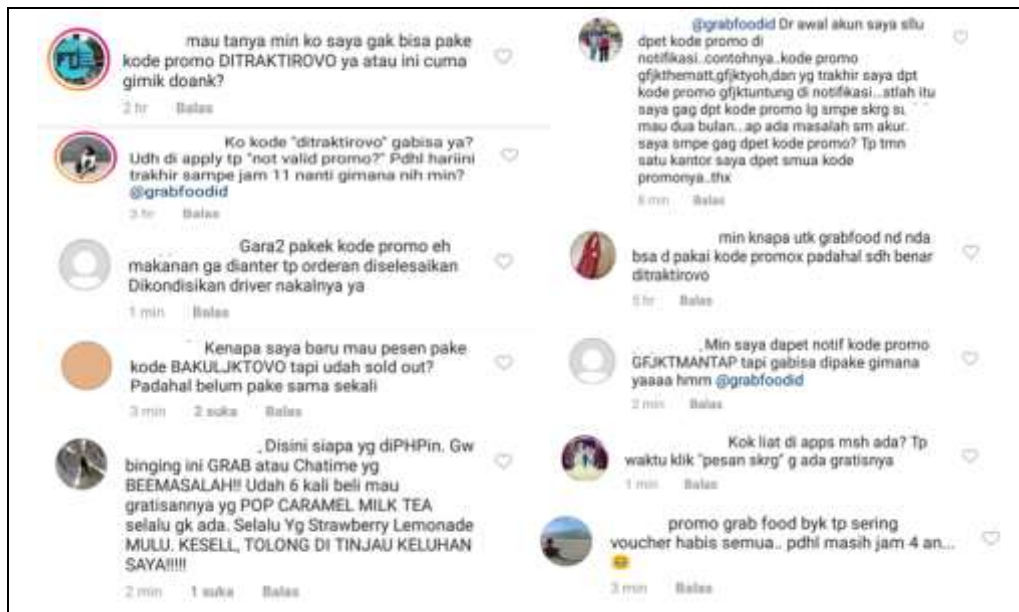 mau tanya min ko saya gak bisa pake
kode promo DITRAKTIROVO ya atau ini cuma
gimik doank?
2 hr Balas
Ko kode "ditraktirovo" gabisa ya?
Udh di apply tp "not valid promo?" Pdhl hariini
trakhir sampe jam 11 nanti gimana nih min?
@grabfoodid
3 hr Balas
Gara2 pakek kode promo eh
makanan ga dianter tp orderan diselesaikan
Dikondisikan driver nakalnya ya
1 min Balas
Kenapa saya baru mau pesen pake
kode BAKULJKTOVO tapi udah sold out?
Padahal belum pake sama sekali
3 min 2 suka Balas
,Disini siapa yg diPHPin. Gw
binging ini GRAB atau Chatime yg
BEEMASALAH!! Udah 6 kali beli mau
gratisannya yg POP CARAMEL MILK TEA
selalu gk ada. Selalu Yg Strawberry Lemonade
MULU. KESELL, TOLONG DI TINJAU KELUHAN
SAYA!!!!!
2 min 1 suka Balas
@grabfoodid Dr awal akun saya sllu
dpet kode promo di
notifikasi..contohnya..kode promo
gfjkthematt,gfjktyoh,dan yg trakhir saya dpt
kode promo gfjktuntung di notifikasi...atlah itu
saya gag dpt kode promo lg smpe skrg
mau dua bulan...ap ada masalah sm
saya smpe gag dpet kode promo? Tp tmn
satu kantor saya dpet smua kode
promonya..thx
min Balas
min knapa utk grabfood nd nda
bsa d pakai kode promox padahal sdh benar
ditraktirovo
5 hr Balas
,Min saya dapet notif kode promo
GFJKTMANTAP tapi gabisa dipake gimana
yaaaa hmm @grabfoodid
2 min Balas
Kok liat di apps msh ada? Tp
waktu klik "pesan skrg" g ada gratisnya
1 min Balas
promo grab food byk tp sering
voucher habis semua.. pdhl masih jam 4 an...
😂
3 min Balas